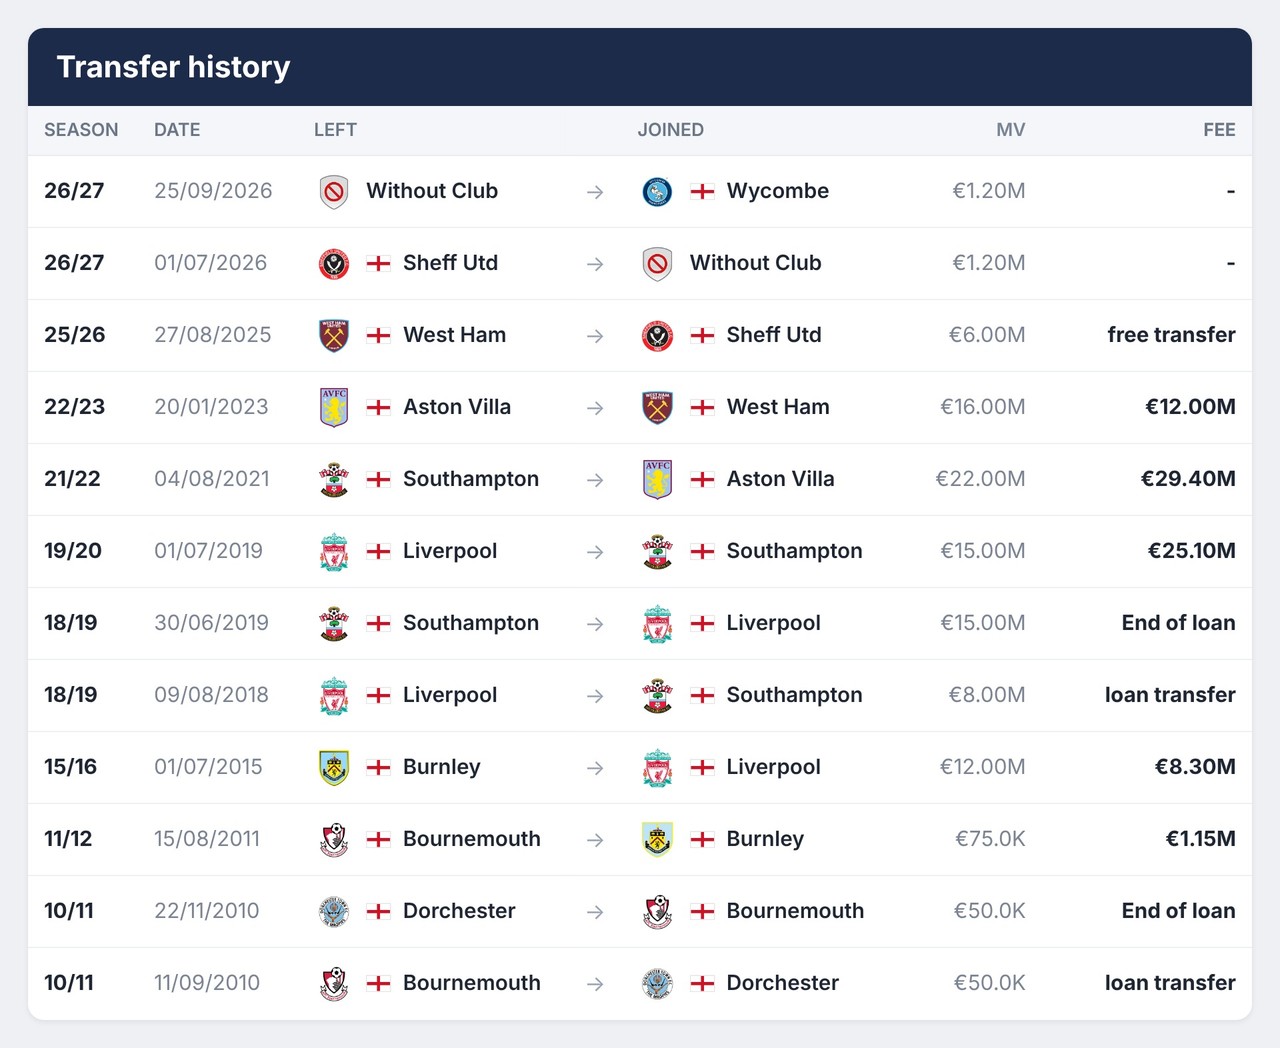 Transfer history
SEASON DATE LEFT JOINED MV FEE
26/27 25/09/2026 Without Club → Wycombe €1.20M -
26/27 01/07/2026 Sheff Utd → Without Club €1.20M -
25/26 27/08/2025 West Ham → Sheff Utd €6.00M free transfer
22/23 20/01/2023 Aston Villa → West Ham €16.00M €12.00M
21/22 04/08/2021 Southampton → Aston Villa €22.00M €29.40M
19/20 01/07/2019 Liverpool → Southampton €15.00M €25.10M
18/19 30/06/2019 Southampton → Liverpool €15.00M End of loan
18/19 09/08/2018 Liverpool → Southampton €8.00M loan transfer
15/16 01/07/2015 Burnley → Liverpool €12.00M €8.30M
11/12 15/08/2011 Bournemouth → Burnley €75.0K €1.15M
10/11 22/11/2010 Dorchester → Bournemouth €50.0K End of loan
10/11 11/09/2010 Bournemouth → Dorchester €50.0K loan transfer